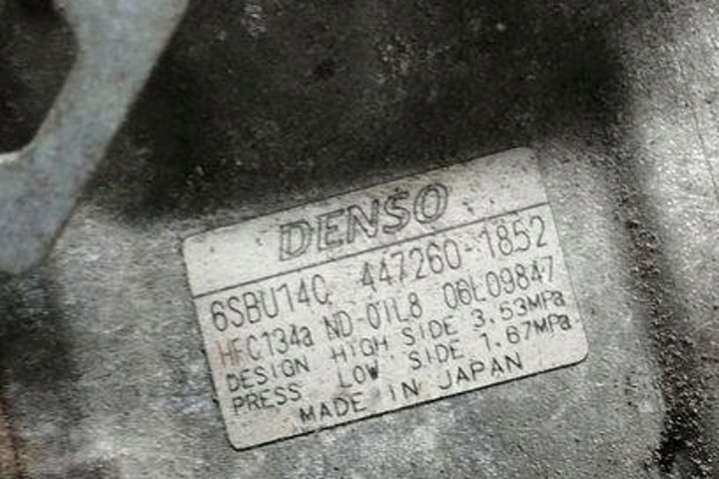 DENSO
6SBU14C 447260-1852
HFC134a ND-OIL8 06L09847
DESIGN HIGH SIDE 3.53MPa
PRESS LOW SIDE 1.67MPa
MADE IN JAPAN